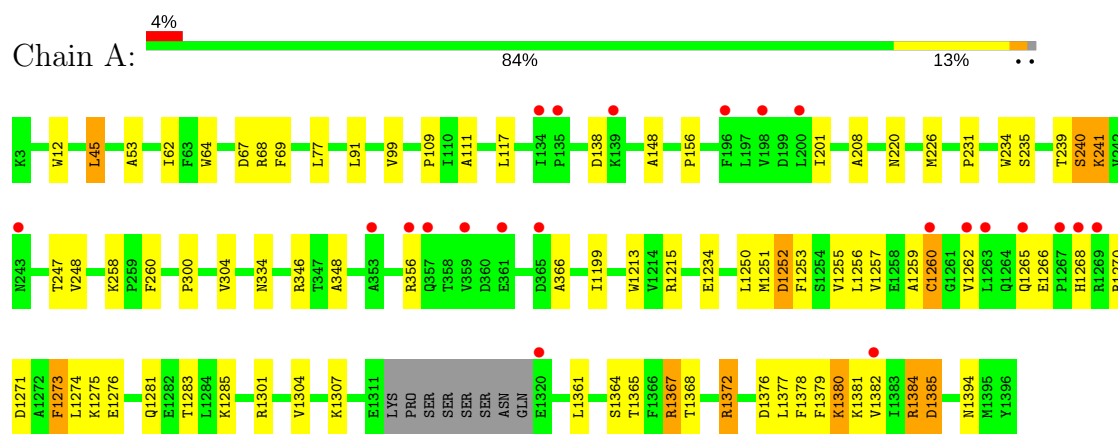 4%
Chain A:
84% 13% • •
K3 W12 L45 A53 I62 F63 W64 D67 R68 F69 L77 L91 V99 P109 I110 A111 L117 I134 P135 D138 K139 A148 P156 F196 L197 V198 D199 L200 I201 A208 N220 M226 P231 W234 S235 T239 S240 K241 V242
N243 T247 V248 K258 P259 F260 P300 V304 N334 R346 T347 A348 A353 R356 Q357 T358 V359 D360 E361 D365 A366 I1199 W1213 V1214 R1215 E1234 L1250 M1251 D1252 F1253 S1254 V1255 L1256 V1257 E1258 A1259 C1260 G1261 V1262 L1263 Q1264 Q1265 E1266 P1267 H1268 R1269
D1271 A1272 F1273 L1274 K1275 E1276 Q1281 E1282 T1283 L1284 K1285 R1301 V1304 K1307 E1311 LYS PRO SER SER SER SER ASN GLN E1320 L1361 S1364 T1365 F1366 R1367 T1368 R1372 D1376 L1377 F1378 F1379 K1380 K1381 V1382 I1383 R1384 D1385 N1394 M1395 Y1396